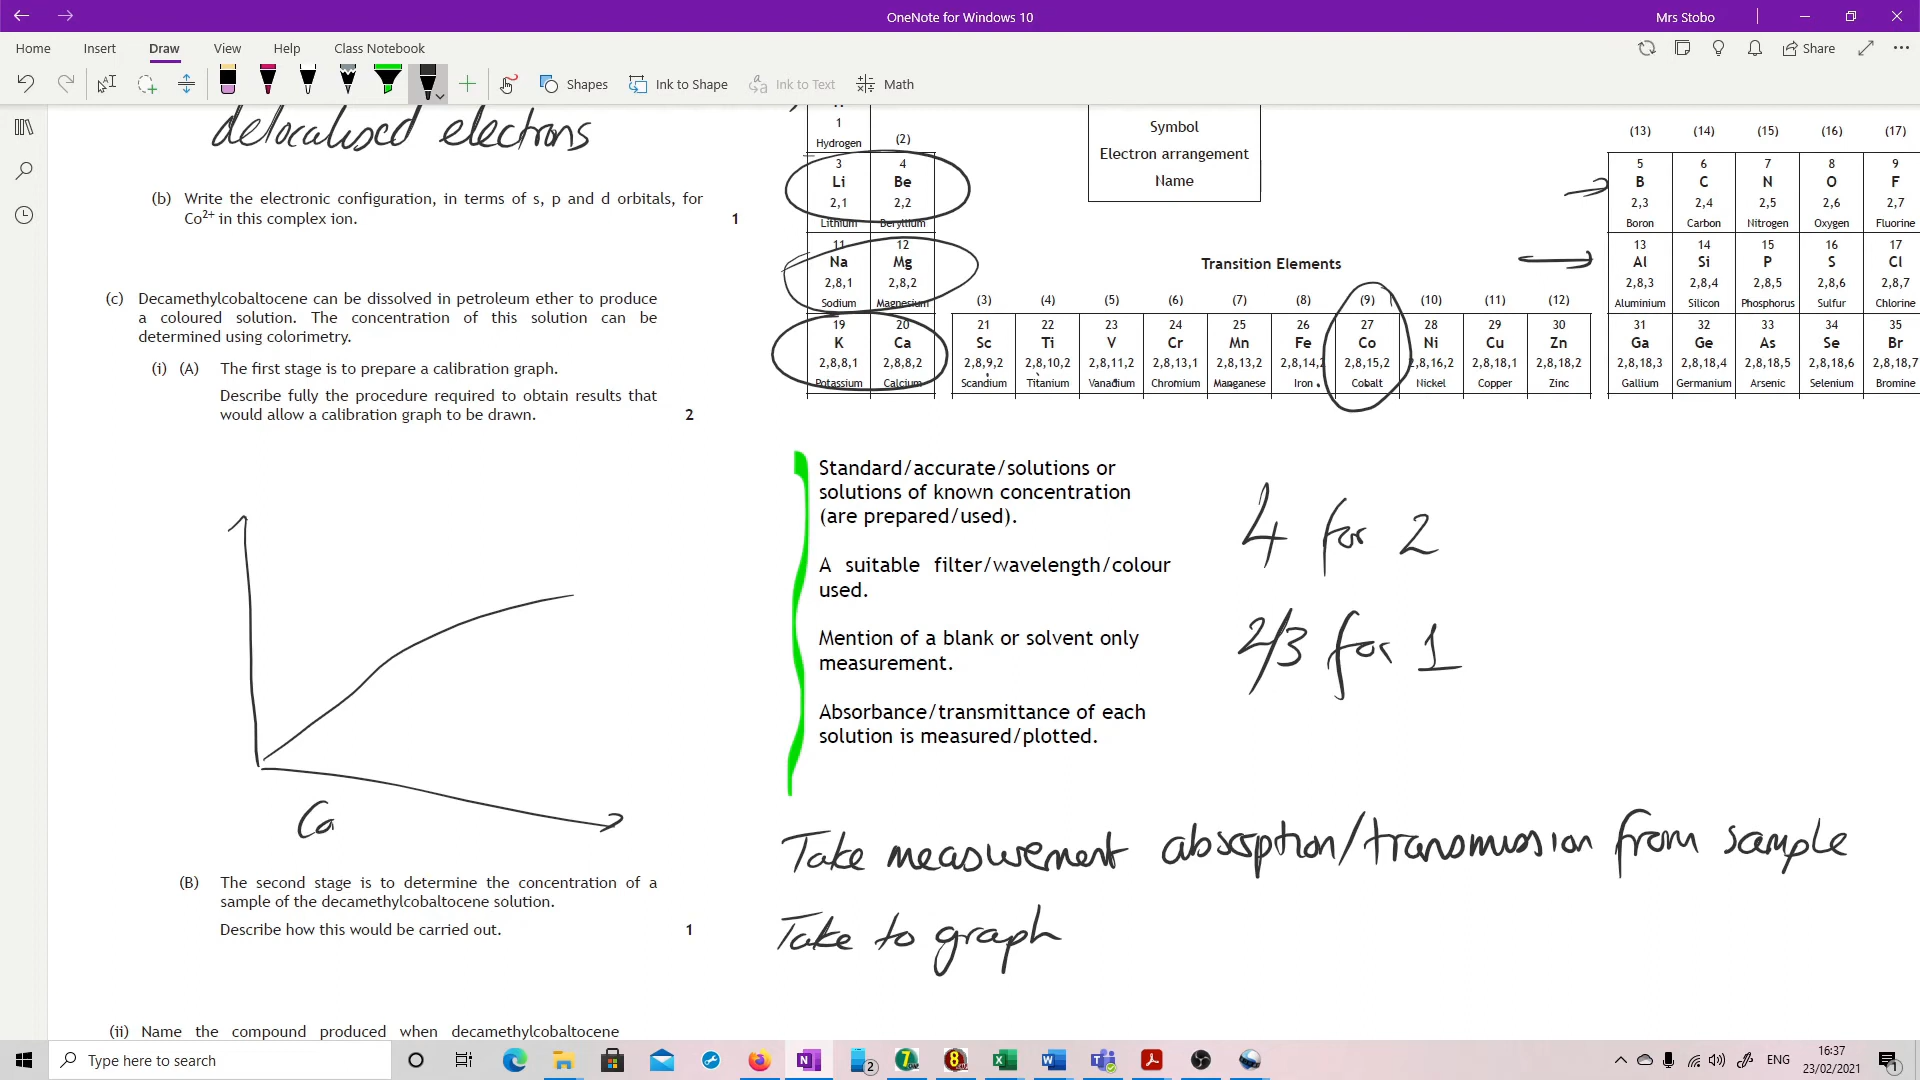 OneNote for Windows 10
Mrs Stobo
Home Insert Draw View Help Class Notebook
Share
Shapes
Ink to Shape
Ink to Text
Math
delocalised electrons
(b) Write the electronic configuration, in terms of s, p and d orbitals, for
Co2+ in this complex ion. 1
(c) Decamethylcobaltocene can be dissolved in petroleum ether to produce
a coloured solution. The concentration of this solution can be
determined using colorimetry.
(i) (A) The first stage is to prepare a calibration graph.
Describe fully the procedure required to obtain results that
would allow a calibration graph to be drawn. 2
Co
(B) The second stage is to determine the concentration of a
sample of the decamethylcobaltocene solution.
Describe how this would be carried out. 1
(ii) Name the compound produced when decamethylcobaltocene
1
Hydrogen (2)
3 4
Li Be
2,1 2,2
Lithium Beryllium
11 12
Na Mg
2,8,1 2,8,2
Sodium Magnesium
Symbol
Electron arrangement
Name
Transition Elements
(3) (4) (5) (6) (7) (8) (9) (10) (11) (12)
19 20 21 22 23 24 25 26 27 28 29 30
K Ca Sc Ti V Cr Mn Fe Co Ni Cu Zn
2,8,8,1 2,8,8,2 2,8,9,2 2,8,10,2 2,8,11,2 2,8,13,1 2,8,13,2 2,8,14,2 2,8,15,2 2,8,16,2 2,8,18,1 2,8,18,2
Potassium Calcium Scandium Titanium Vanadium Chromium Manganese Iron Cobalt Nickel Copper Zinc
(13) (14) (15) (16) (17)
5 6 7 8 9
B C N O F
2,3 2,4 2,5 2,6 2,7
Boron Carbon Nitrogen Oxygen Fluorine
13 14 15 16 17
Al Si P S Cl
2,8,3 2,8,4 2,8,5 2,8,6 2,8,7
Aluminium Silicon Phosphorus Sulfur Chlorine
31 32 33 34 35
Ga Ge As Se Br
2,8,18,3 2,8,18,4 2,8,18,5 2,8,18,6 2,8,18,7
Gallium Germanium Arsenic Selenium Bromine
Standard/accurate/solutions or
solutions of known concentration
(are prepared/used).
A suitable filter/wavelength/colour
used.
Mention of a blank or solvent only
measurement.
Absorbance/transmittance of each
solution is measured/plotted.
4 for 2
2/3 for 1
Take measurement absorption/transmission from sample
Take to graph
Type here to search
ENG
16:37
23/02/2021